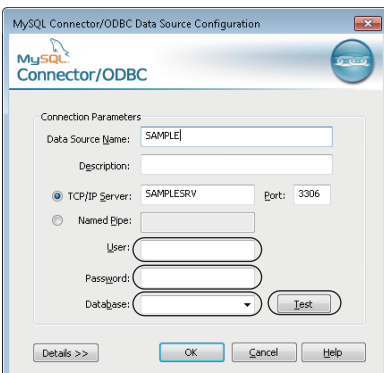 MySQL Connector/ODBC Data Source Configuration
MySQL
Connector/ODBC
Connection Parameters
Data Source Name: SAMPLE
Description:
TCP/IP Server: SAMPLESRV Port: 3306
Named Pipe:
User:
Password:
Database: Test
Details >> OK Cancel Help